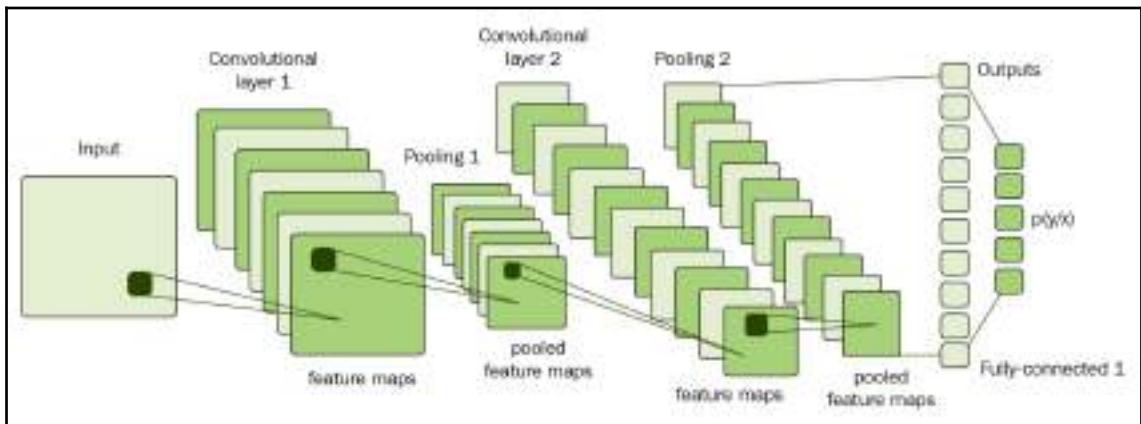 Input
Convolutional
layer 1
feature maps
Pooling 1
pooled
feature maps
Convolutional
layer 2
feature maps
Pooling 2
pooled
feature maps
Outputs
p(y/x)
Fully-connected 1